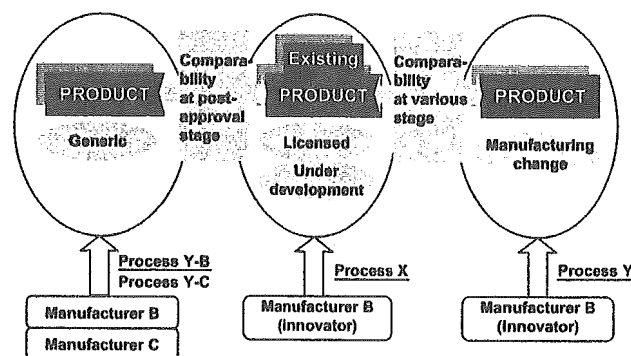 PRODUCT
Generic
Compara-
bility
at post-
approval
stage
Existing
PRODUCT
Licensed
Under
development
Compara-
bility
at various
stage
PRODUCT
Manufacturing
change
Process Y-B
Process Y-C
Manufacturer B
Manufacturer C
Process X
Manufacturer B
(innovator)
Process Y
Manufacturer B
(Innovator)